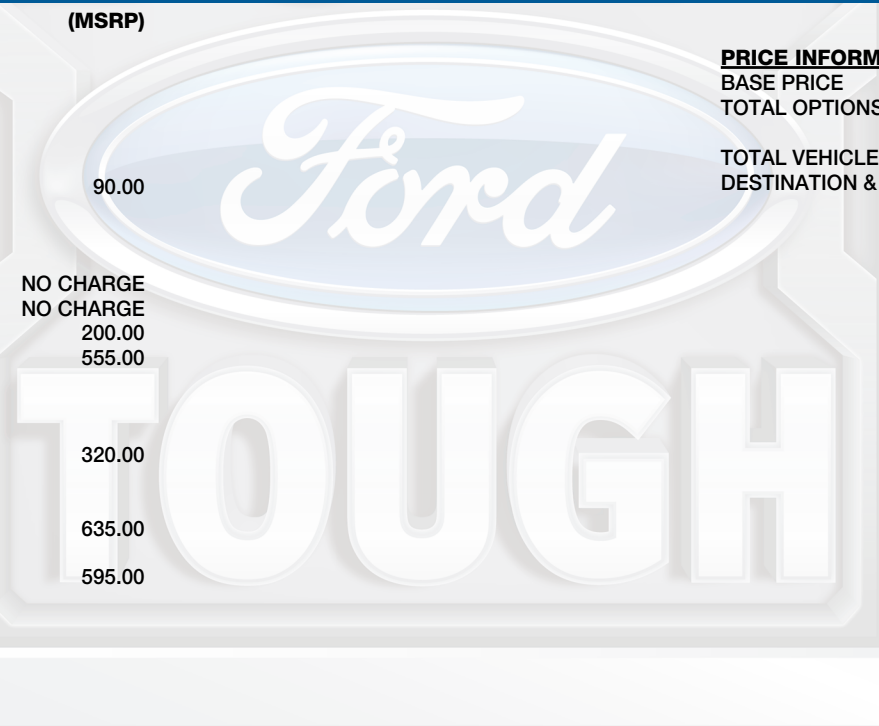 (MSRP)
90.00
NO CHARGE
NO CHARGE
200.00
555.00
320.00
635.00
595.00
PRICE INFORM
BASE PRICE
TOTAL OPTIONS
TOTAL VEHICLE
DESTINATION &
Ford
TOUGH